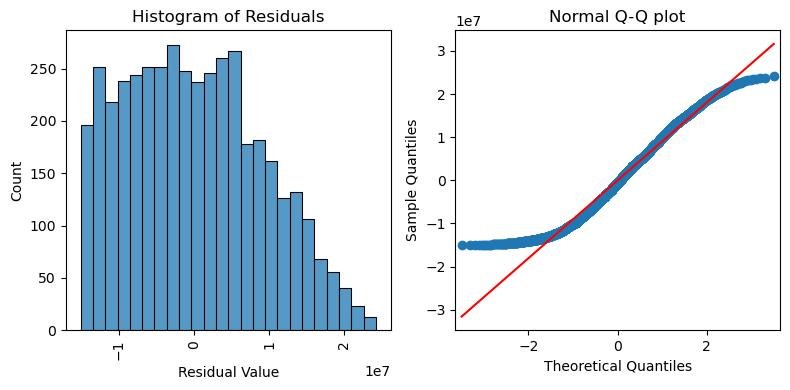 Histogram of Residuals
Count
250
200
150
100
50
0
−1
0
1
2
1e7
Residual Value
Normal Q-Q plot
1e7
Sample Quantiles
3
2
1
0
−1
−2
−3
−2
0
2
Theoretical Quantiles